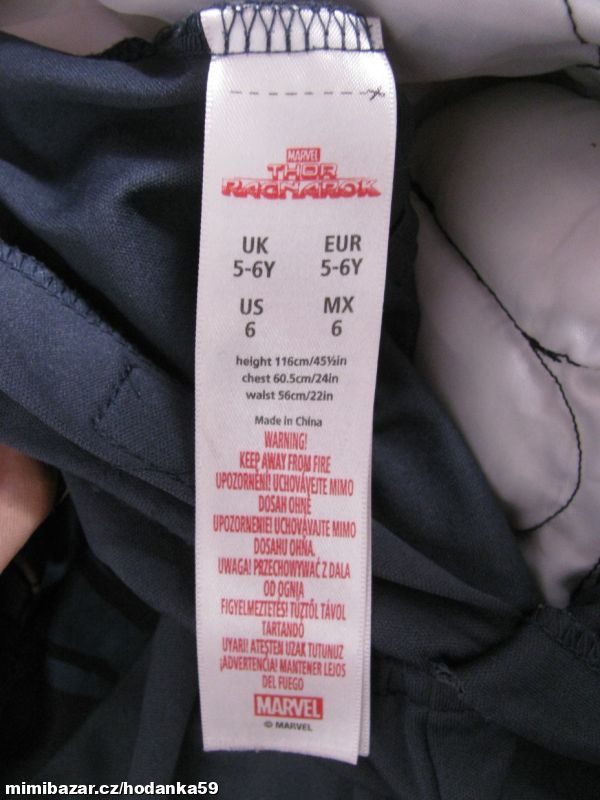 MARVEL
THOR
RAGNAROK
UK EUR
5-6Y 5-6Y
US MX
6 6
height 116cm/45½in
chest 60.5cm/24in
waist 56cm/22in
Made in China
WARNING!
KEEP AWAY FROM FIRE
UPOZORNĚNÍ! UCHOVÁVEJTE MIMO
DOSAH OHNĚ
UPOZORNENIE! UCHOVÁVAJTE MIMO
DOSAHU OHŇA.
UWAGA! PRZECHOWYWAĆ Z DALA
OD OGNIA
FIGYELMEZTETÉS! TŰZTŐL TÁVOL
TARTANDÓ
UYARI! ATEŞTEN UZAK TUTUNUZ
¡ADVERTENCIA! MANTENER LEJOS
DEL FUEGO
MARVEL
© MARVEL
mimibazar.cz/hodanka59